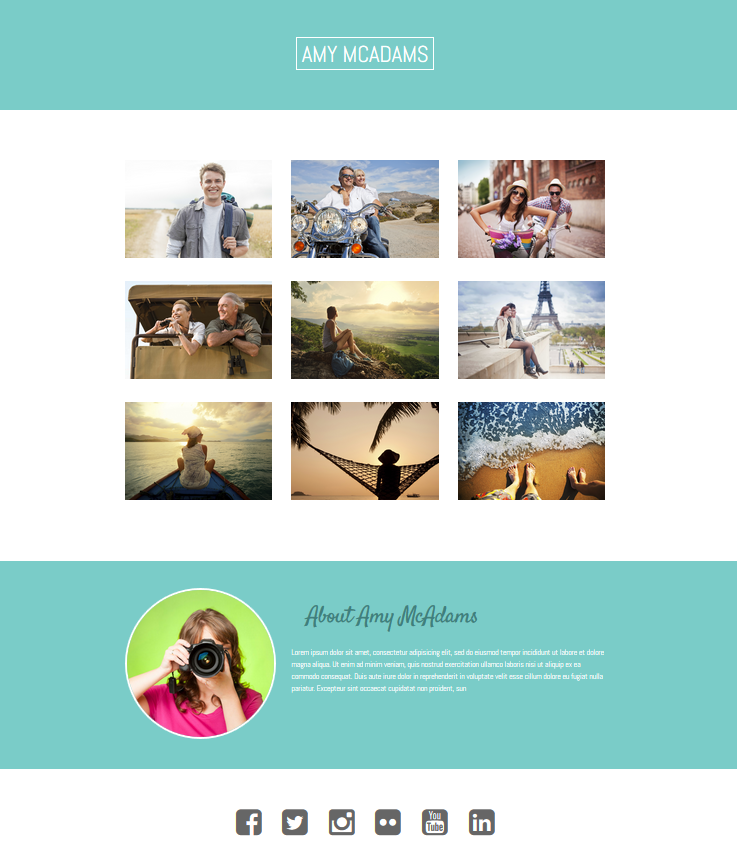 AMY MCADAMS
About Amy McAdams
Lorem ipsum dolor sit amet, consectetur adipisicing elit, sed do eiusmod tempor incididunt ut labore et dolore
magna aliqua. Ut enim ad minim veniam, quis nostrud exercitation ullamco laboris nisi ut aliquip ex ea
commodo consequat. Duis aute irure dolor in reprehenderit in voluptate velit esse cillum dolore eu fugiat nulla
pariatur. Excepteur sint occaecat cupidatat non proident, sun
You
Tube
in